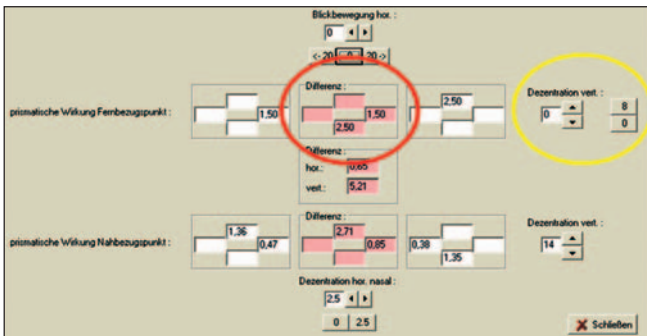 Blickbewegung hor. :
0
<- 20 0 20 ->
Differenz :
2,50
Dezentration vert. :
prismatische Wirkung Fernbezugspunkt :
1,50
1,50
0
8
2,50
0
Differenz :
hor.: 0,85
vert.: 5,21
Differenz :
1,36
2,71
Dezentration vert. :
prismatische Wirkung Nahbezugspunkt :
0,47
0,85
0,38
14
1,35
Dezentration hor. nasal :
2.5
0 2.5
Schließen